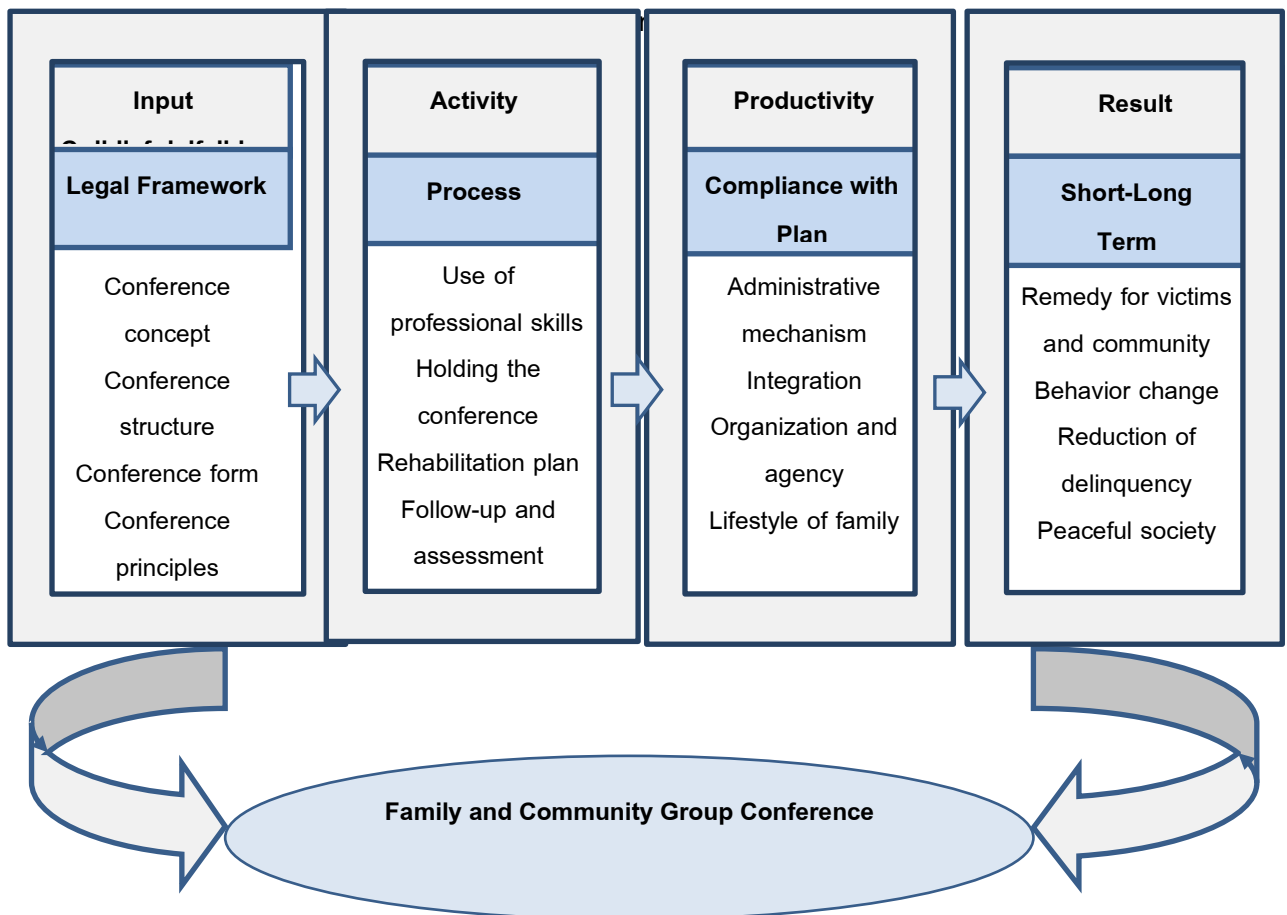 Input
Legal Framework
Conference
concept
Conference
structure
Conference form
Conference
principles
Activity
Process
Use of
professional skills
Holding the
conference
Rehabilitation plan
Follow-up and
assessment
Productivity
Compliance with
Plan
Administrative
mechanism
Integration
Organization and
agency
Lifestyle of family
Result
Short-Long
Term
Remedy for victims
and community
Behavior change
Reduction of
delinquency
Peaceful society
Family and Community Group Conference